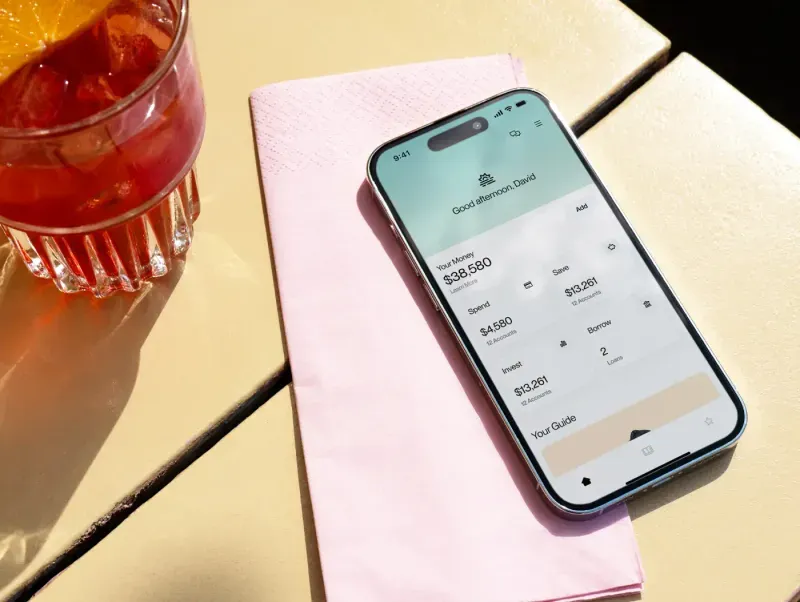 9:41
Good afternoon, David
Add
Your Money
$38,580
Learn More
Spend
$4,580
12 Accounts
Save
$13,261
12 Accounts
Invest
$13,261
12 Accounts
Borrow
2
Loans
Your Guide